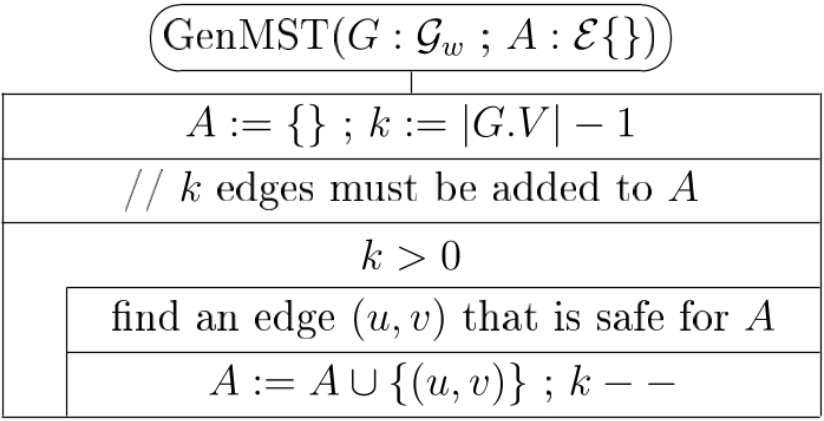 GenMST(G : 𝒢_w ; A : ℰ{})
A := {} ; k := |G.V| − 1
// k edges must be added to A
k > 0
find an edge (u, v) that is safe for A
A := A ∪ {(u, v)} ; k − −